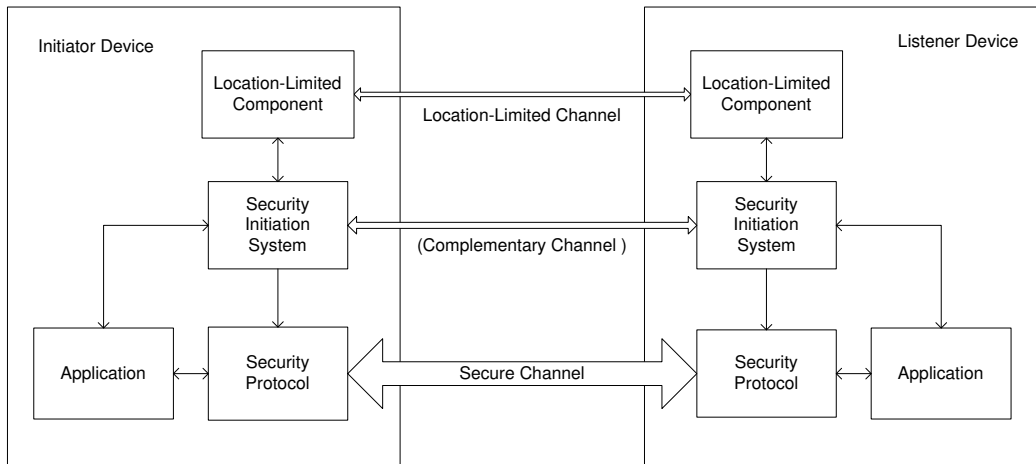 Initiator Device
Listener Device
Location-Limited
Component
Location-Limited
Component
Location-Limited Channel
Security
Initiation
System
Security
Initiation
System
(Complementary Channel )
Application
Security
Protocol
Secure Channel
Security
Protocol
Application